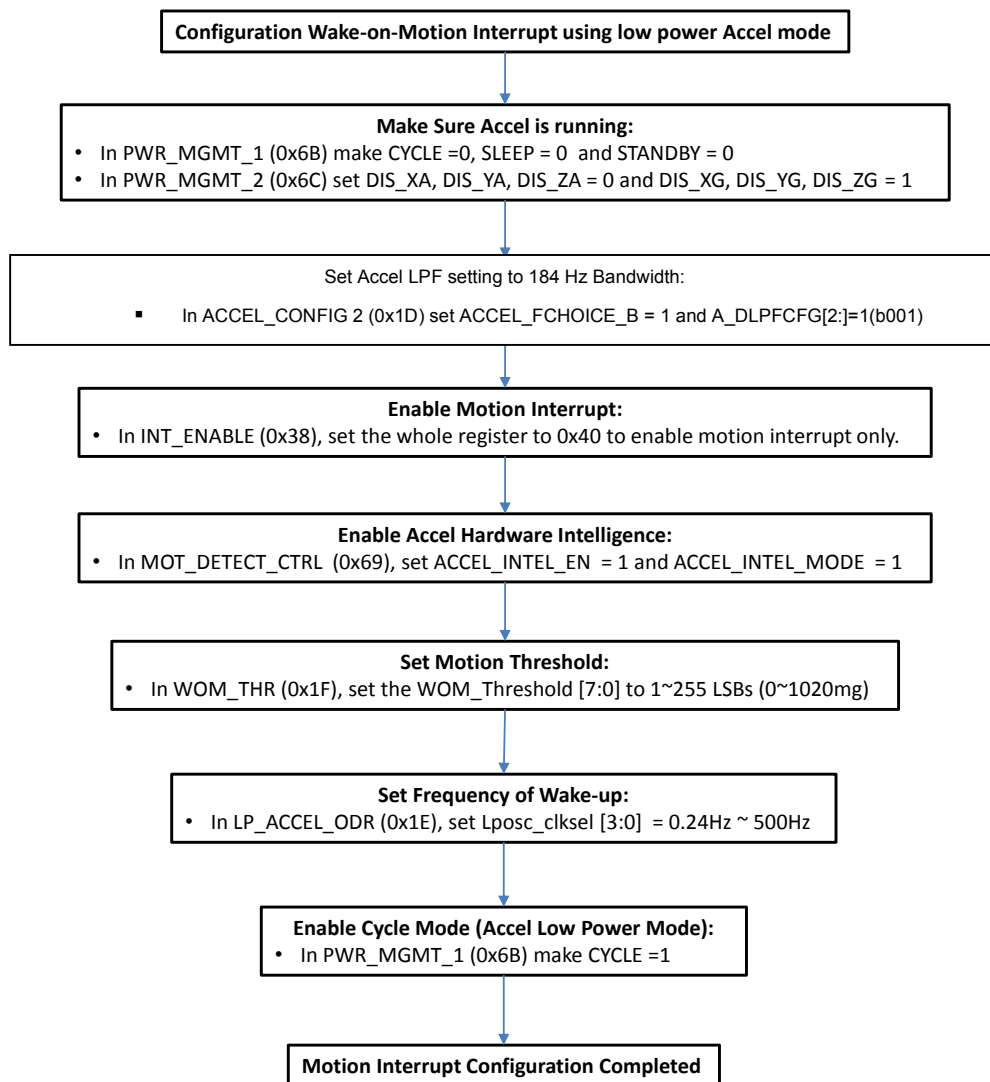 Configuration Wake-on-Motion Interrupt using low power Accel mode
Make Sure Accel is running:
• In PWR_MGMT_1 (0x6B) make CYCLE =0, SLEEP = 0 and STANDBY = 0
• In PWR_MGMT_2 (0x6C) set DIS_XA, DIS_YA, DIS_ZA = 0 and DIS_XG, DIS_YG, DIS_ZG = 1
Set Accel LPF setting to 184 Hz Bandwidth:
▪ In ACCEL_CONFIG 2 (0x1D) set ACCEL_FCHOICE_B = 1 and A_DLPFCFG[2:]=1(b001)
Enable Motion Interrupt:
• In INT_ENABLE (0x38), set the whole register to 0x40 to enable motion interrupt only.
Enable Accel Hardware Intelligence:
• In MOT_DETECT_CTRL (0x69), set ACCEL_INTEL_EN = 1 and ACCEL_INTEL_MODE = 1
Set Motion Threshold:
• In WOM_THR (0x1F), set the WOM_Threshold [7:0] to 1~255 LSBs (0~1020mg)
Set Frequency of Wake-up:
• In LP_ACCEL_ODR (0x1E), set Lposc_clksel [3:0] = 0.24Hz ~ 500Hz
Enable Cycle Mode (Accel Low Power Mode):
• In PWR_MGMT_1 (0x6B) make CYCLE =1
Motion Interrupt Configuration Completed